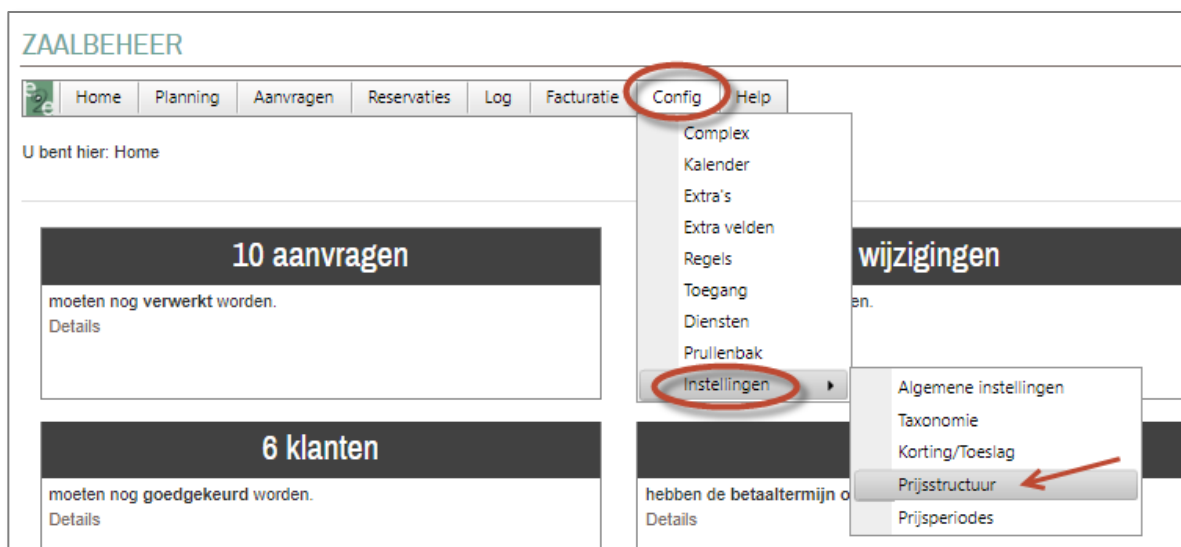 ZAALBEHEER
e2e Home Planning Aanvragen Reservaties Log Facturatie Config Help
U bent hier: Home
Complex
Kalender
Extra's
Extra velden
Regels
Toegang
Diensten
Prullenbak
Instellingen
Algemene instellingen
Taxonomie
Korting/Toeslag
Prijsstructuur
Prijsperiodes
10 aanvragen
moeten nog verwerkt worden.
Details
wijzigingen
en.
6 klanten
moeten nog goedgekeurd worden.
Details
hebben de betaaltermijn o
Details